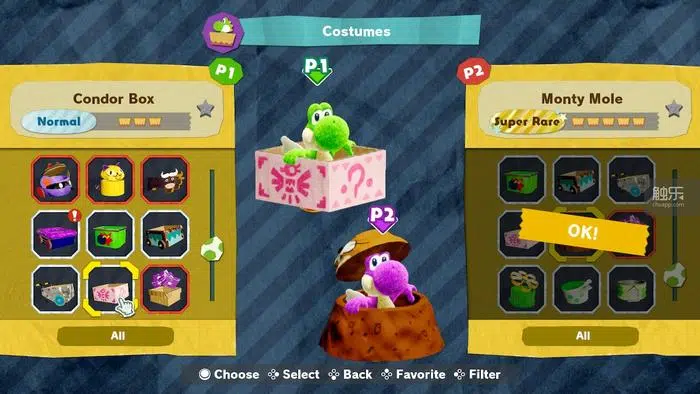 Costumes
P1
Condor Box
Normal
P1
P2
Monty Mole
Super Rare
?
!
P2
OK!
触乐
chuapp.com
All
All
Choose Select Back Favorite Filter